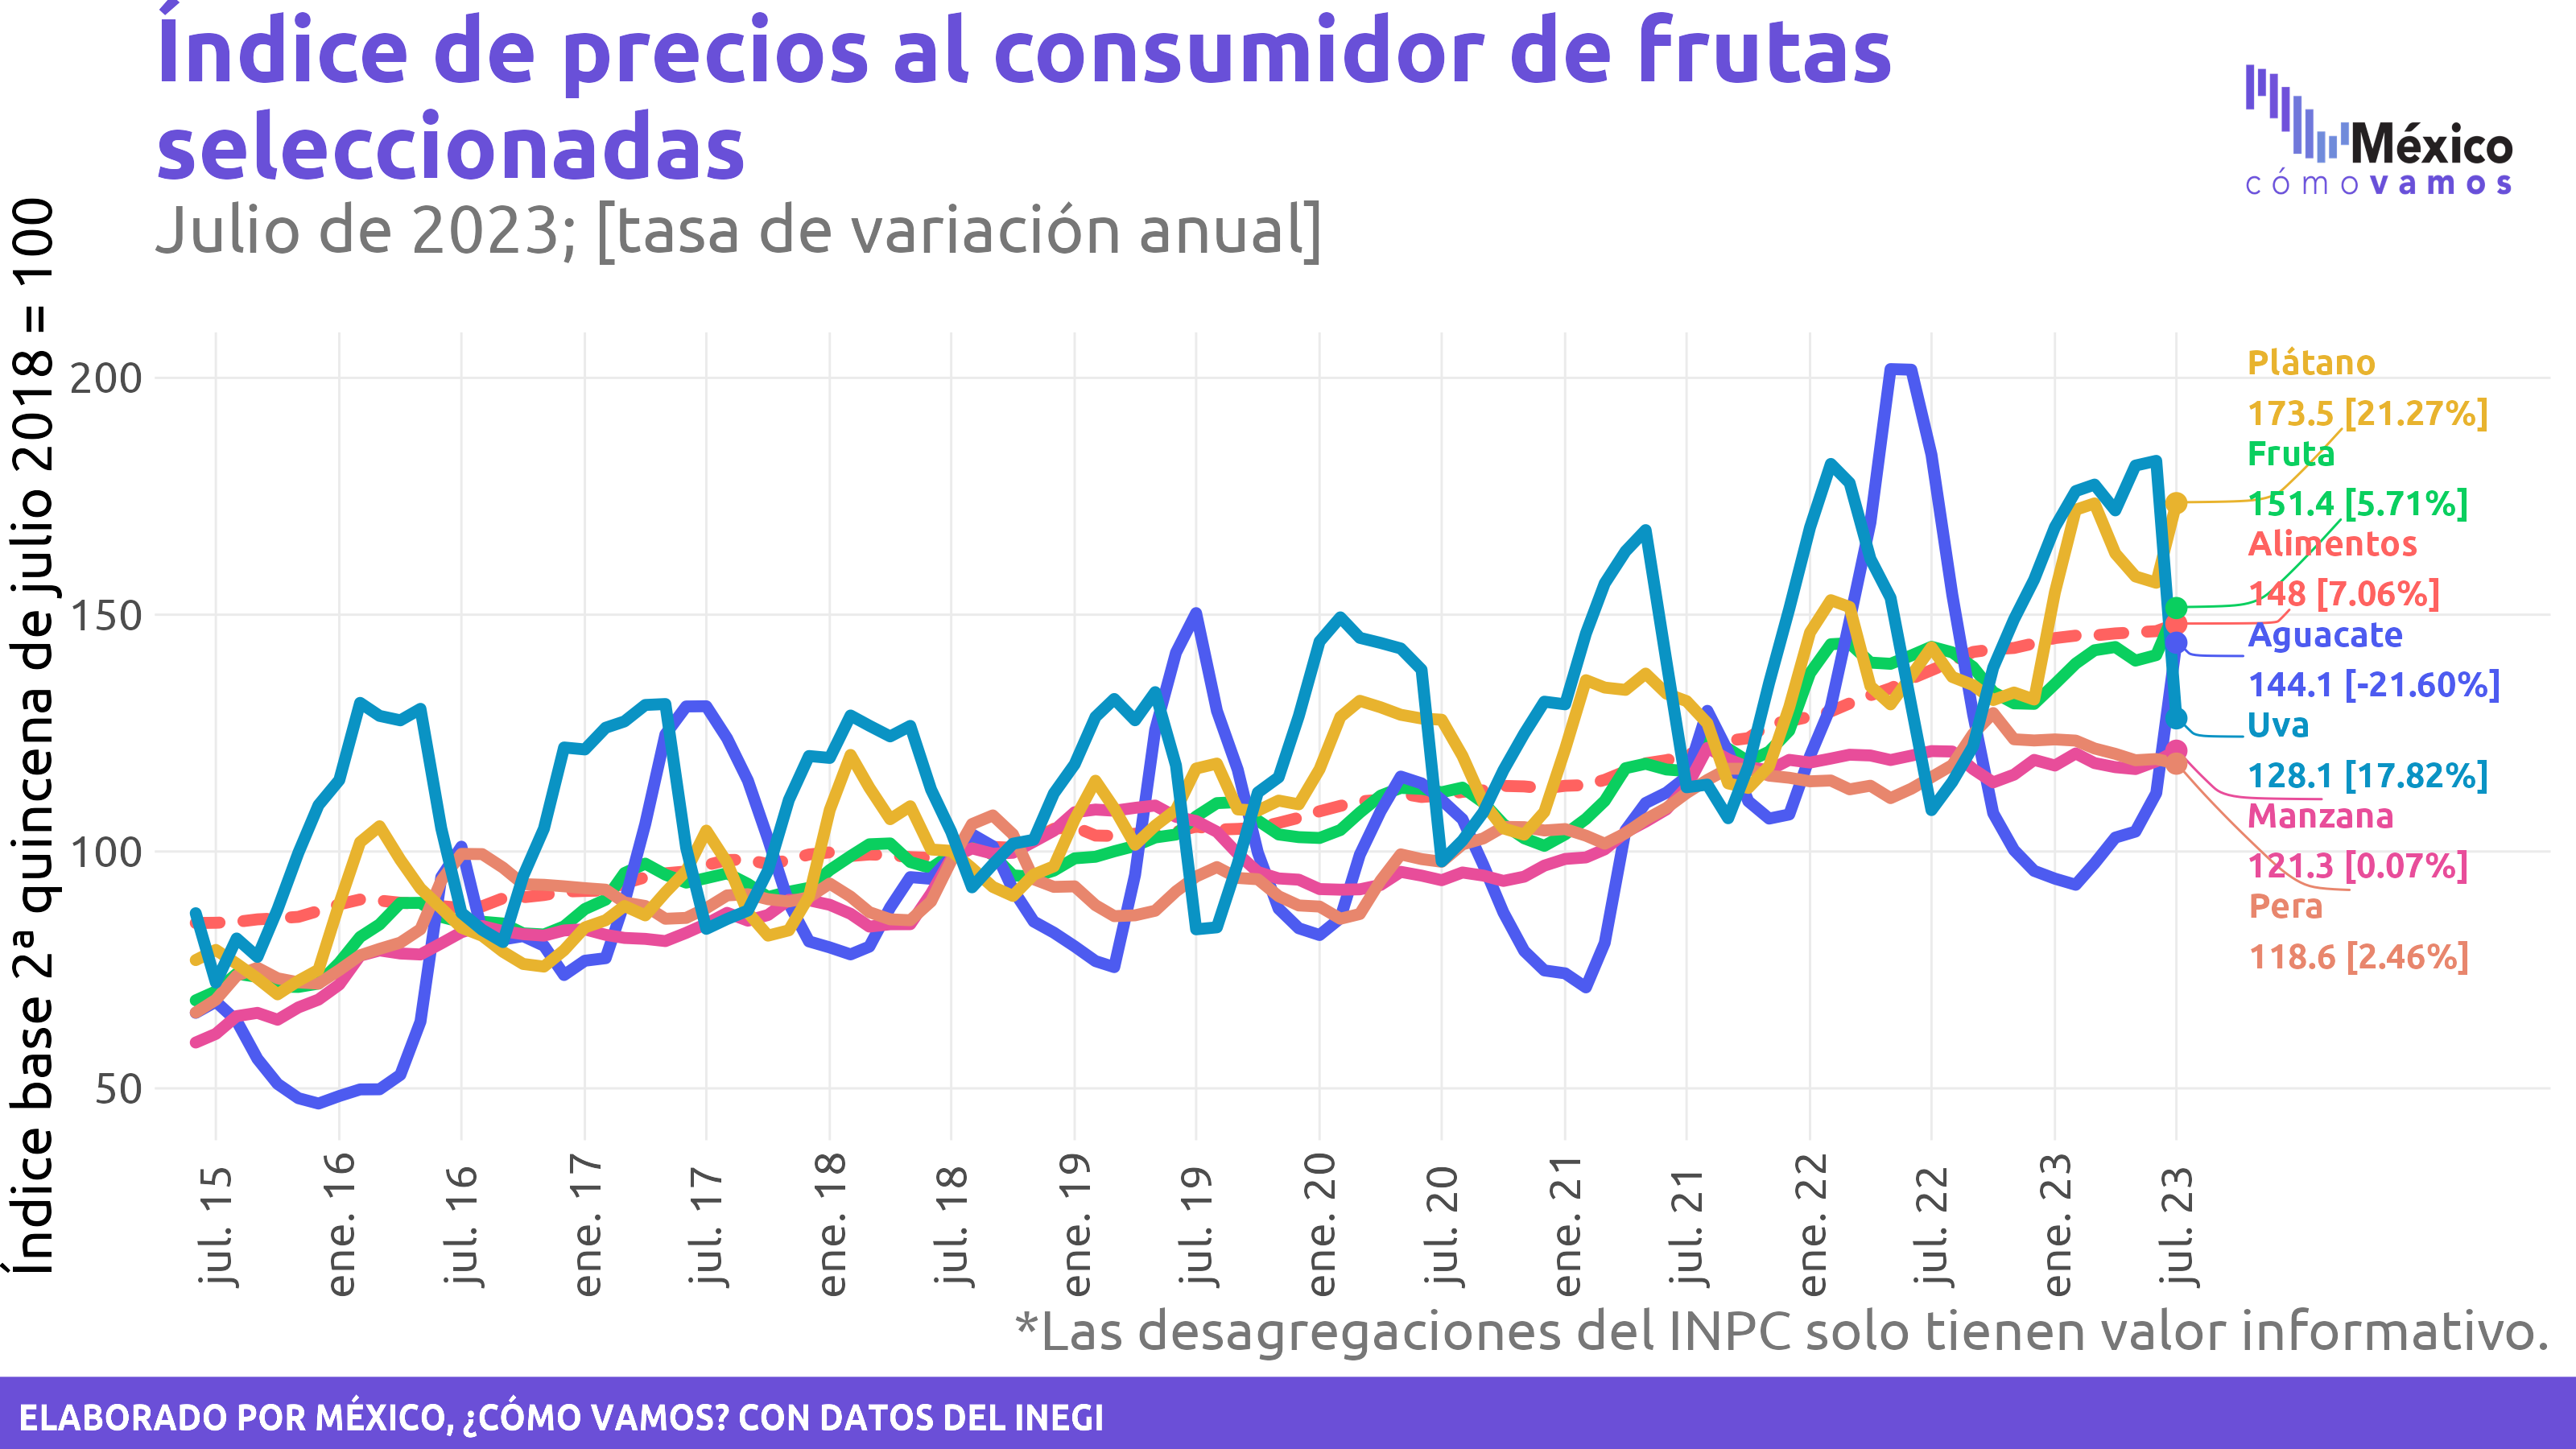 Índice de precios al consumidor de frutas
seleccionadas
Julio de 2023; [tasa de variación anual]
México
cómo vamos
Índice base 2ª quincena de julio 2018 = 100
200
150
100
50
Plátano
173.5 [21.27%]
Fruta
151.4 [5.71%]
Alimentos
148 [7.06%]
Aguacate
144.1 [-21.60%]
Uva
128.1 [17.82%]
Manzana
121.3 [0.07%]
Pera
118.6 [2.46%]
jul. 15
ene. 16
jul. 16
ene. 17
jul. 17
ene. 18
jul. 18
ene. 19
jul. 19
ene. 20
jul. 20
ene. 21
jul. 21
ene. 22
jul. 22
ene. 23
jul. 23
*Las desagregaciones del INPC solo tienen valor informativo.
ELABORADO POR MÉXICO, ¿CÓMO VAMOS? CON DATOS DEL INEGI